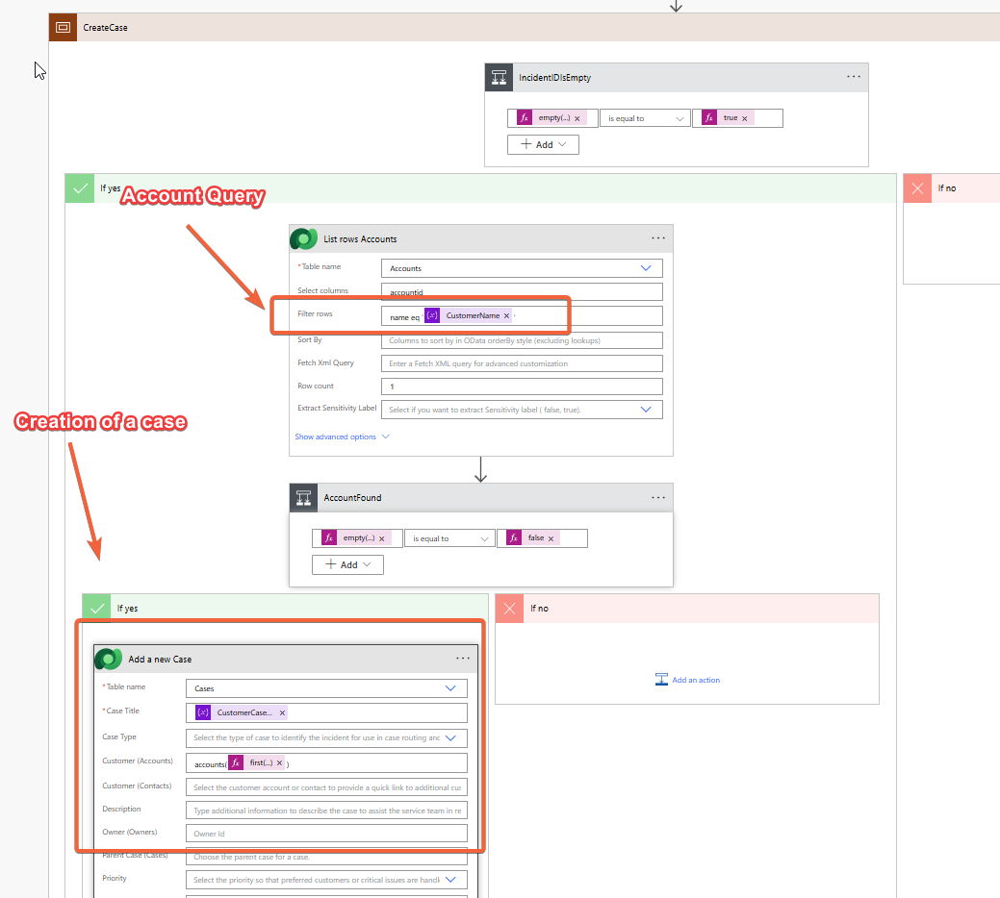 CreateCase
IncidentIDIsEmpty
fx empty(...) × is equal to fx true ×
Add
If yes
If no
Account Query
List rows Accounts
*Table name Accounts
Select columns accountid
Filter rows name eq ' {x} CustomerName × '
Sort By Columns to sort by in OData orderBy style (excluding lookups)
Fetch Xml Query Enter a Fetch XML query for advanced customization
Row count 1
Extract Sensitivity Label Select if you want to extract Sensitivity label ( false, true).
Show advanced options
Creation of a case
AccountFound
fx empty(...) × is equal to fx false ×
Add
If yes
If no
Add a new Case
Add an action
*Table name Cases
*Case Title {x} CustomerCase... ×
Case Type Select the type of case to identify the incident for use in case routing and
Customer (Accounts) accounts( fx first(...) × )
Customer (Contacts) Select the customer account or contact to provide a quick link to additional cus
Description Type additional information to describe the case to assist the service team in re
Owner (Owners) Owner Id
Parent Case (Cases) Choose the parent case for a case.
Priority Select the priority so that preferred customers or critical issues are handl